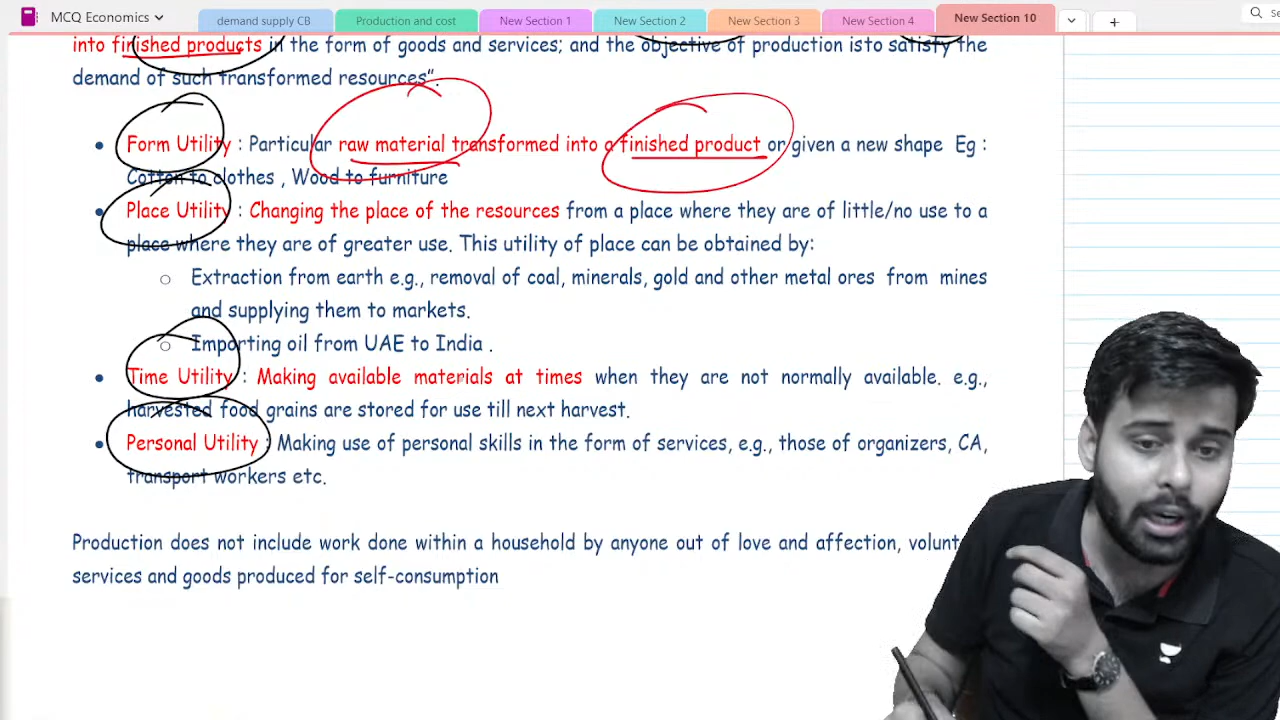 MCQ Economics
demand supply CB
Production and cost
New Section 1
New Section 2
New Section 3
New Section 4
New Section 10
into finished products in the form of goods and services; and the objective of production isto satisfy the
demand of such transformed resources”.
• Form Utility : Particular raw material transformed into a finished product or given a new shape Eg :
Cotton to clothes , Wood to furniture
• Place Utility : Changing the place of the resources from a place where they are of little/no use to a
place where they are of greater use. This utility of place can be obtained by:
○ Extraction from earth e.g., removal of coal, minerals, gold and other metal ores from mines
and supplying them to markets.
○ Importing oil from UAE to India .
• Time Utility : Making available materials at times when they are not normally available. e.g.,
harvested food grains are stored for use till next harvest.
• Personal Utility : Making use of personal skills in the form of services, e.g., those of organizers, CA,
transport workers etc.
Production does not include work done within a household by anyone out of love and affection,
services and goods produced for self-consumption